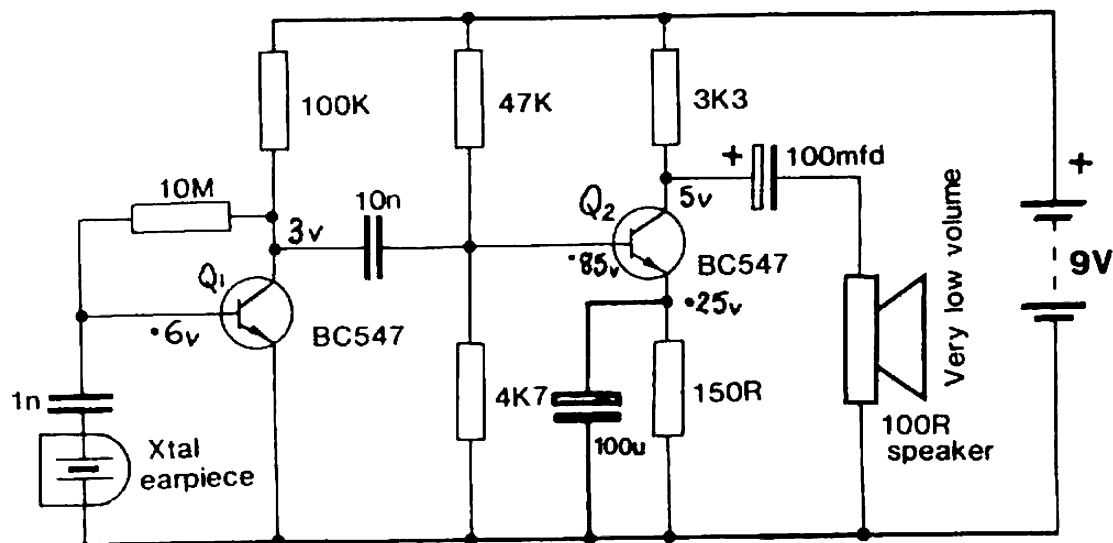 100K
47K
3K3
+
100mfd
10M
10n
3v
Q1
BC547
·6v
1n
Xtal
earpiece
4K7
Q2
5v
·85v
BC547
·25v
100u
150R
100R
speaker
Very low volume
+
9V